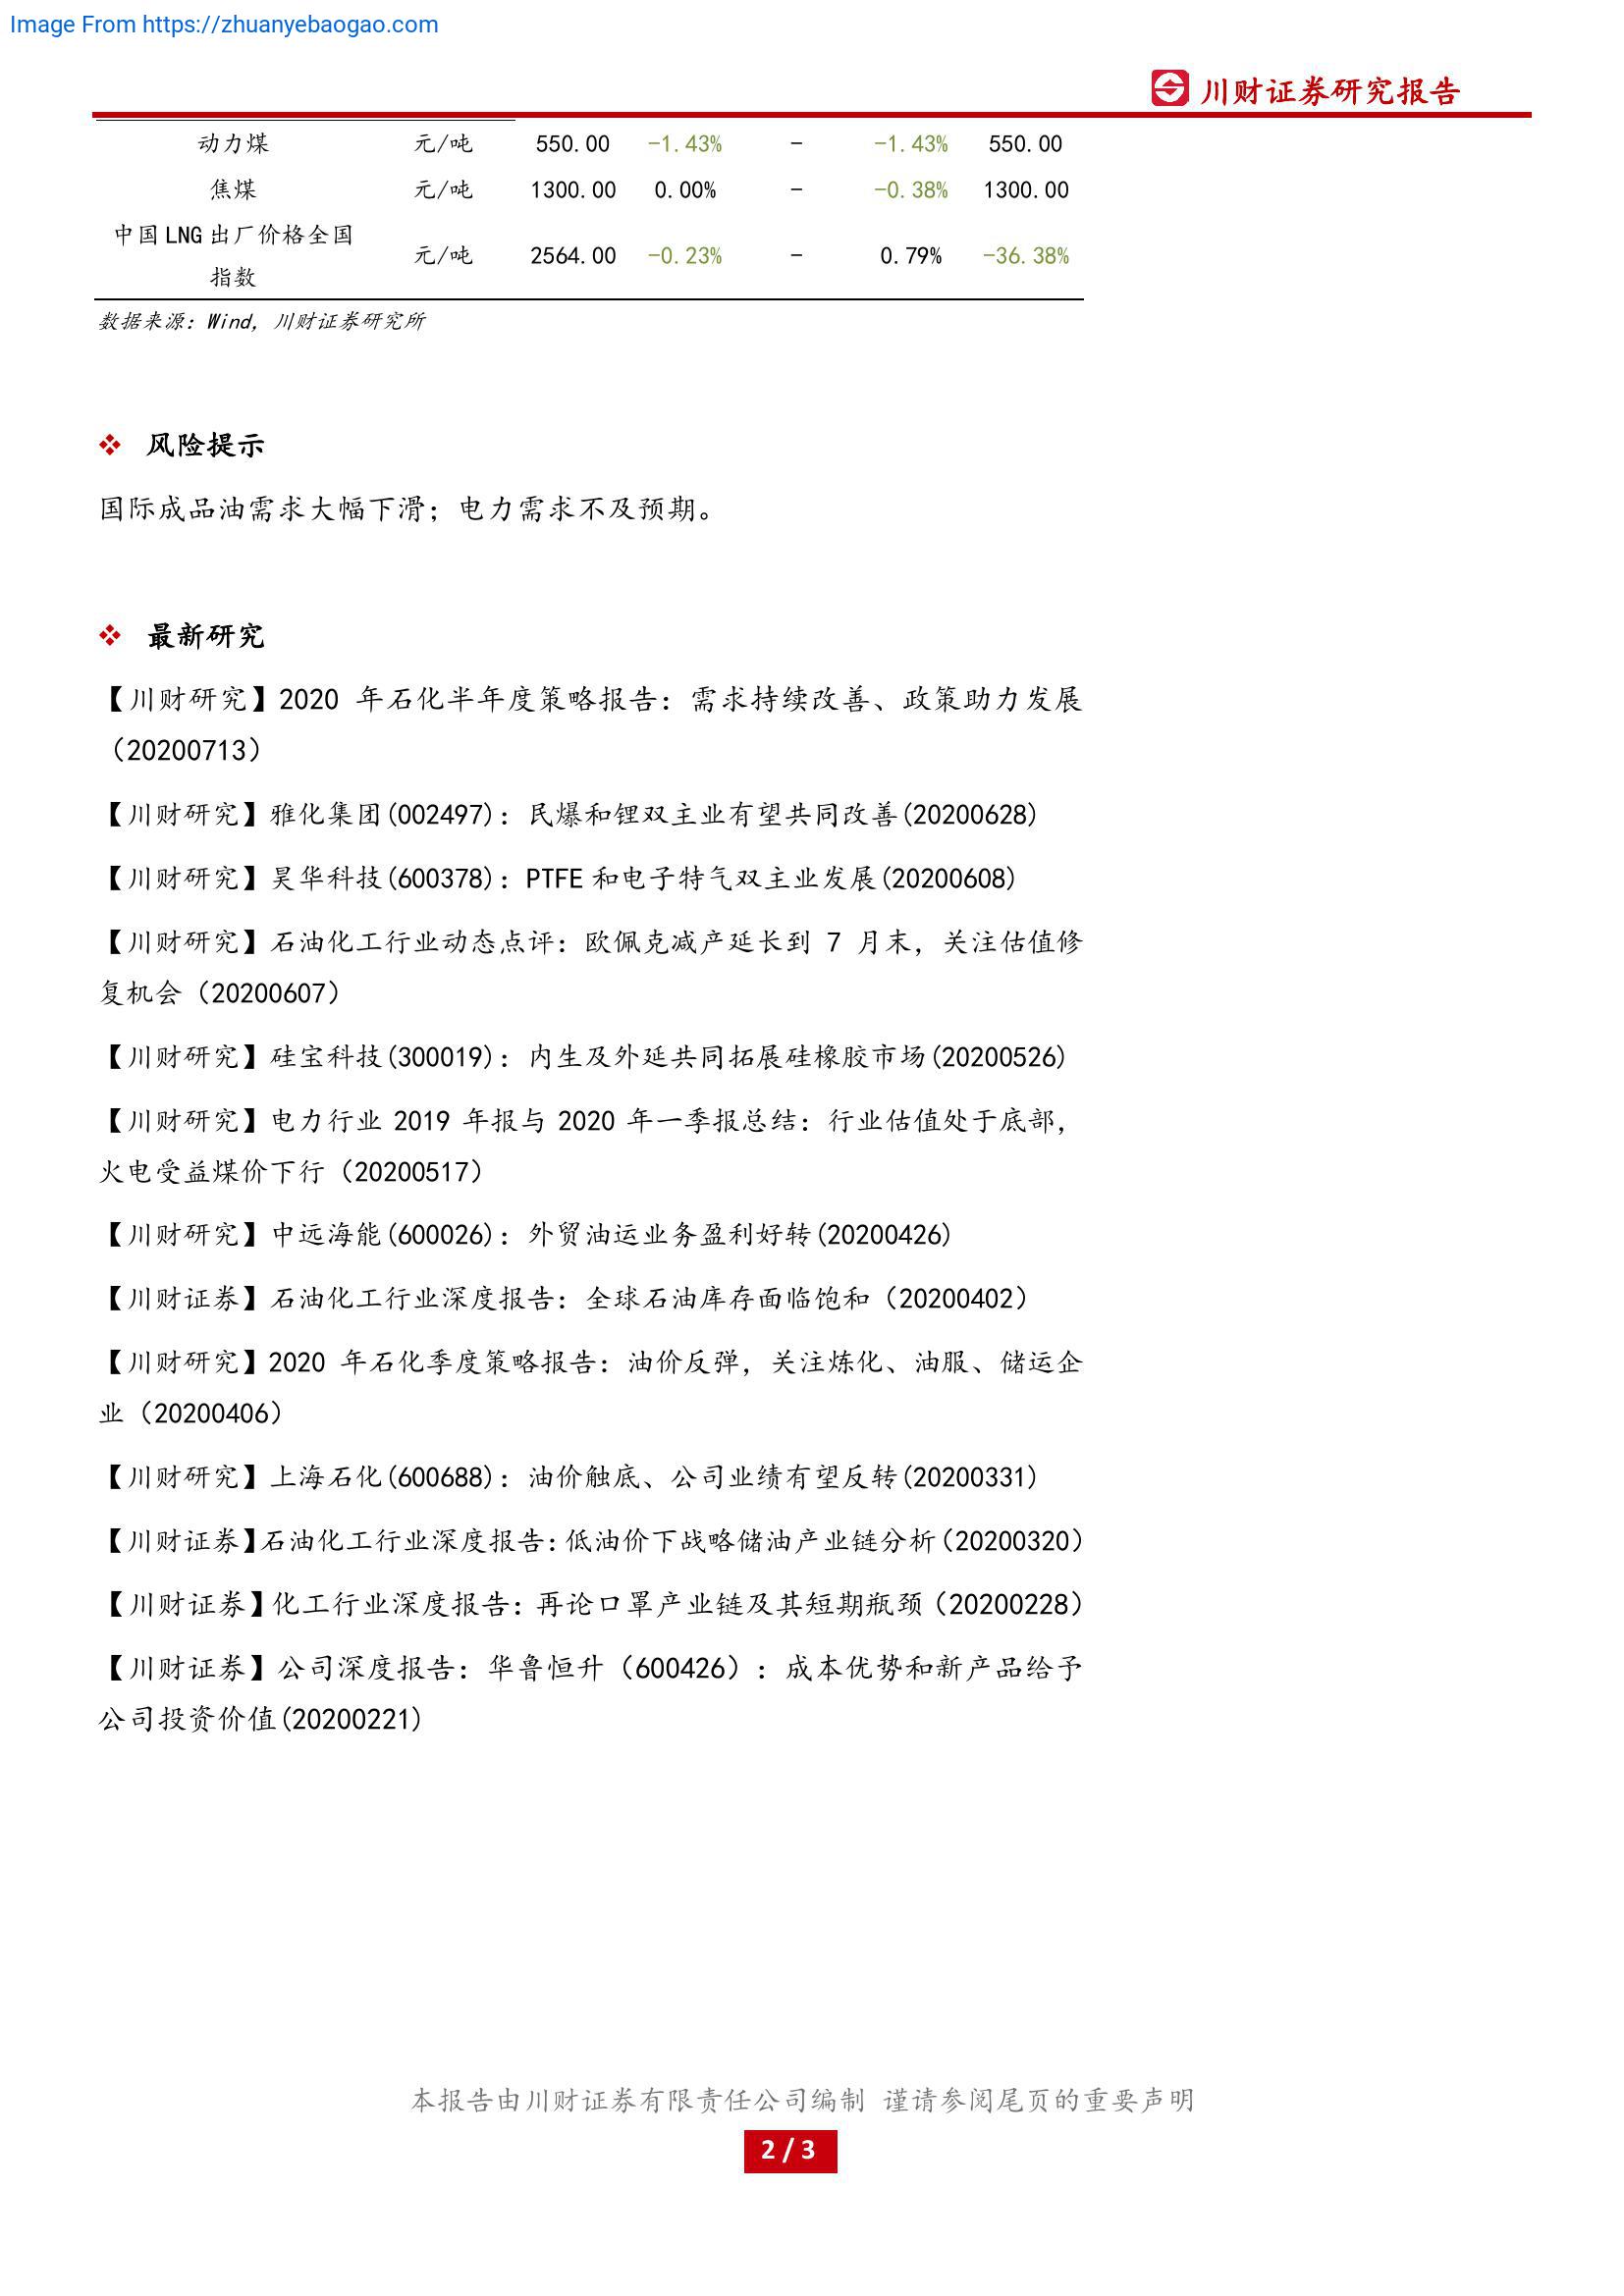 Image From https://zhuanyebaogao.com
川财证券研究报告
动力煤 元/吨 550.00 -1.43% - -1.43% 550.00
焦煤 元/吨 1300.00 0.00% - -0.38% 1300.00
中国 LNG 出厂价格全国
指数 元/吨 2564.00 -0.23% - 0.79% -36.38%
数据来源：Wind，川财证券研究所
❖ 风险提示
国际成品油需求大幅下滑；电力需求不及预期。
❖ 最新研究
【川财研究】2020 年石化半年度策略报告：需求持续改善、政策助力发展
（20200713）
【川财研究】雅化集团(002497)：民爆和锂双主业有望共同改善(20200628)
【川财研究】昊华科技(600378)：PTFE 和电子特气双主业发展(20200608)
【川财研究】石油化工行业动态点评：欧佩克减产延长到 7 月末，关注估值修
复机会（20200607）
【川财研究】硅宝科技(300019)：内生及外延共同拓展硅橡胶市场(20200526)
【川财研究】电力行业 2019 年报与 2020 年一季报总结：行业估值处于底部，
火电受益煤价下行（20200517）
【川财研究】中远海能(600026)：外贸油运业务盈利好转(20200426)
【川财证券】石油化工行业深度报告：全球石油库存面临饱和（20200402）
【川财研究】2020 年石化季度策略报告：油价反弹，关注炼化、油服、储运企
业（20200406）
【川财研究】上海石化(600688)：油价触底、公司业绩有望反转(20200331)
【川财证券】石油化工行业深度报告：低油价下战略储油产业链分析（20200320）
【川财证券】化工行业深度报告：再论口罩产业链及其短期瓶颈（20200228）
【川财证券】公司深度报告：华鲁恒升（600426）：成本优势和新产品给予
公司投资价值(20200221)
本报告由川财证券有限责任公司编制 谨请参阅尾页的重要声明
2 / 3